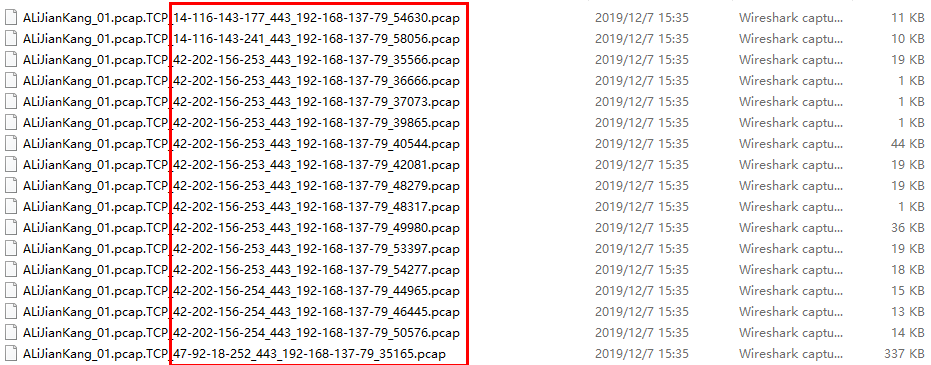 ALiJianKang_01.pcap.TCP_14-116-143-177_443_192-168-137-79_54630.pcap 2019/12/7 15:35 Wireshark captu... 11 KB
ALiJianKang_01.pcap.TCP_14-116-143-241_443_192-168-137-79_58056.pcap 2019/12/7 15:35 Wireshark captu... 10 KB
ALiJianKang_01.pcap.TCP_42-202-156-253_443_192-168-137-79_35566.pcap 2019/12/7 15:35 Wireshark captu... 19 KB
ALiJianKang_01.pcap.TCP_42-202-156-253_443_192-168-137-79_36666.pcap 2019/12/7 15:35 Wireshark captu... 1 KB
ALiJianKang_01.pcap.TCP_42-202-156-253_443_192-168-137-79_37073.pcap 2019/12/7 15:35 Wireshark captu... 1 KB
ALiJianKang_01.pcap.TCP_42-202-156-253_443_192-168-137-79_39865.pcap 2019/12/7 15:35 Wireshark captu... 1 KB
ALiJianKang_01.pcap.TCP_42-202-156-253_443_192-168-137-79_40544.pcap 2019/12/7 15:35 Wireshark captu... 44 KB
ALiJianKang_01.pcap.TCP_42-202-156-253_443_192-168-137-79_42081.pcap 2019/12/7 15:35 Wireshark captu... 19 KB
ALiJianKang_01.pcap.TCP_42-202-156-253_443_192-168-137-79_48279.pcap 2019/12/7 15:35 Wireshark captu... 19 KB
ALiJianKang_01.pcap.TCP_42-202-156-253_443_192-168-137-79_48317.pcap 2019/12/7 15:35 Wireshark captu... 1 KB
ALiJianKang_01.pcap.TCP_42-202-156-253_443_192-168-137-79_49980.pcap 2019/12/7 15:35 Wireshark captu... 36 KB
ALiJianKang_01.pcap.TCP_42-202-156-253_443_192-168-137-79_53397.pcap 2019/12/7 15:35 Wireshark captu... 19 KB
ALiJianKang_01.pcap.TCP_42-202-156-253_443_192-168-137-79_54277.pcap 2019/12/7 15:35 Wireshark captu... 18 KB
ALiJianKang_01.pcap.TCP_42-202-156-254_443_192-168-137-79_44965.pcap 2019/12/7 15:35 Wireshark captu... 15 KB
ALiJianKang_01.pcap.TCP_42-202-156-254_443_192-168-137-79_46445.pcap 2019/12/7 15:35 Wireshark captu... 13 KB
ALiJianKang_01.pcap.TCP_42-202-156-254_443_192-168-137-79_50576.pcap 2019/12/7 15:35 Wireshark captu... 14 KB
ALiJianKang_01.pcap.TCP_47-92-18-252_443_192-168-137-79_35165.pcap 2019/12/7 15:35 Wireshark captu... 337 KB